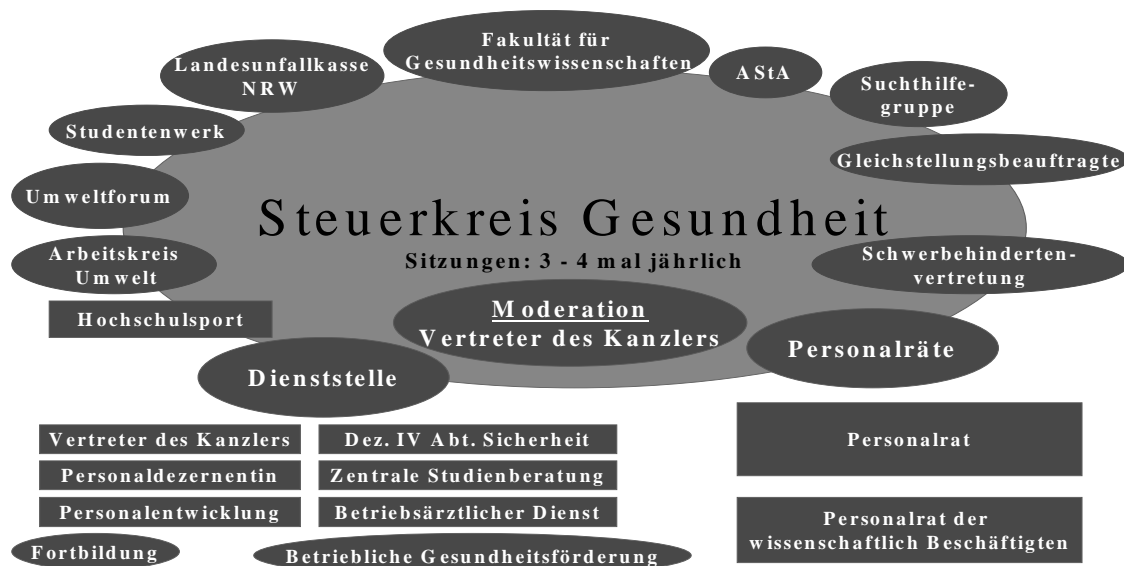 Fakultät für
Gesundheitswissenschaften
Landesunfallkasse
NRW
AStA
Suchthilfe-
gruppe
Studentenwerk
Gleichstellungsbeauftragte
Umweltforum
Steuerkreis Gesundheit
Sitzungen: 3 - 4 mal jährlich
Arbeitskreis
Umwelt
Schwerbehinderten-
vertretung
Hochschulsport
Moderation
Vertreter des Kanzlers
Personalräte
Dienststelle
Vertreter des Kanzlers
Dez. IV Abt. Sicherheit
Personalrat
Personaldezernentin
Zentrale Studienberatung
Personalentwicklung
Betriebsärztlicher Dienst
Personalrat der
wissenschaftlich Beschäftigten
Fortbildung
Betriebliche Gesundheitsförderung